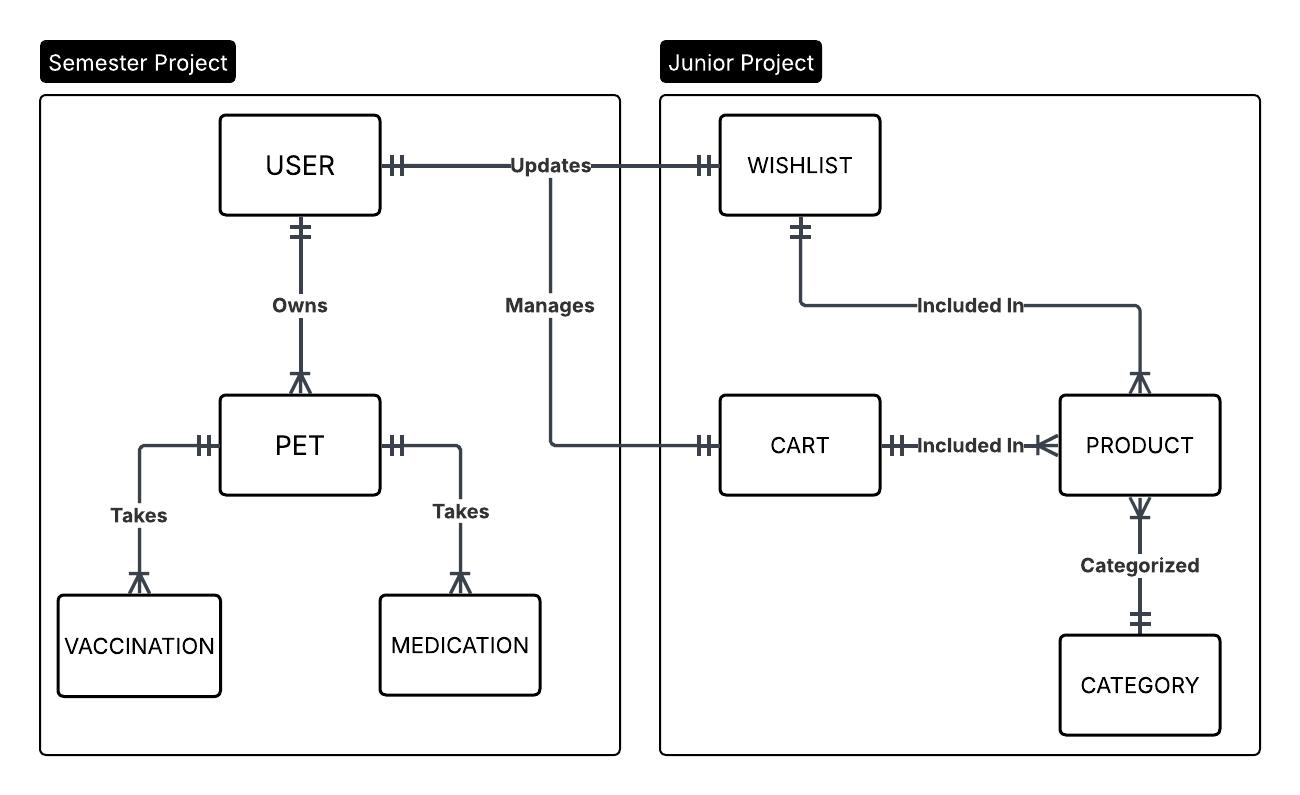 Semester Project
Junior Project
USER
Updates
WISHLIST
Owns
Manages
Included In
PET
CART
Included In
PRODUCT
Takes
Takes
Categorized
VACCINATION
MEDICATION
CATEGORY